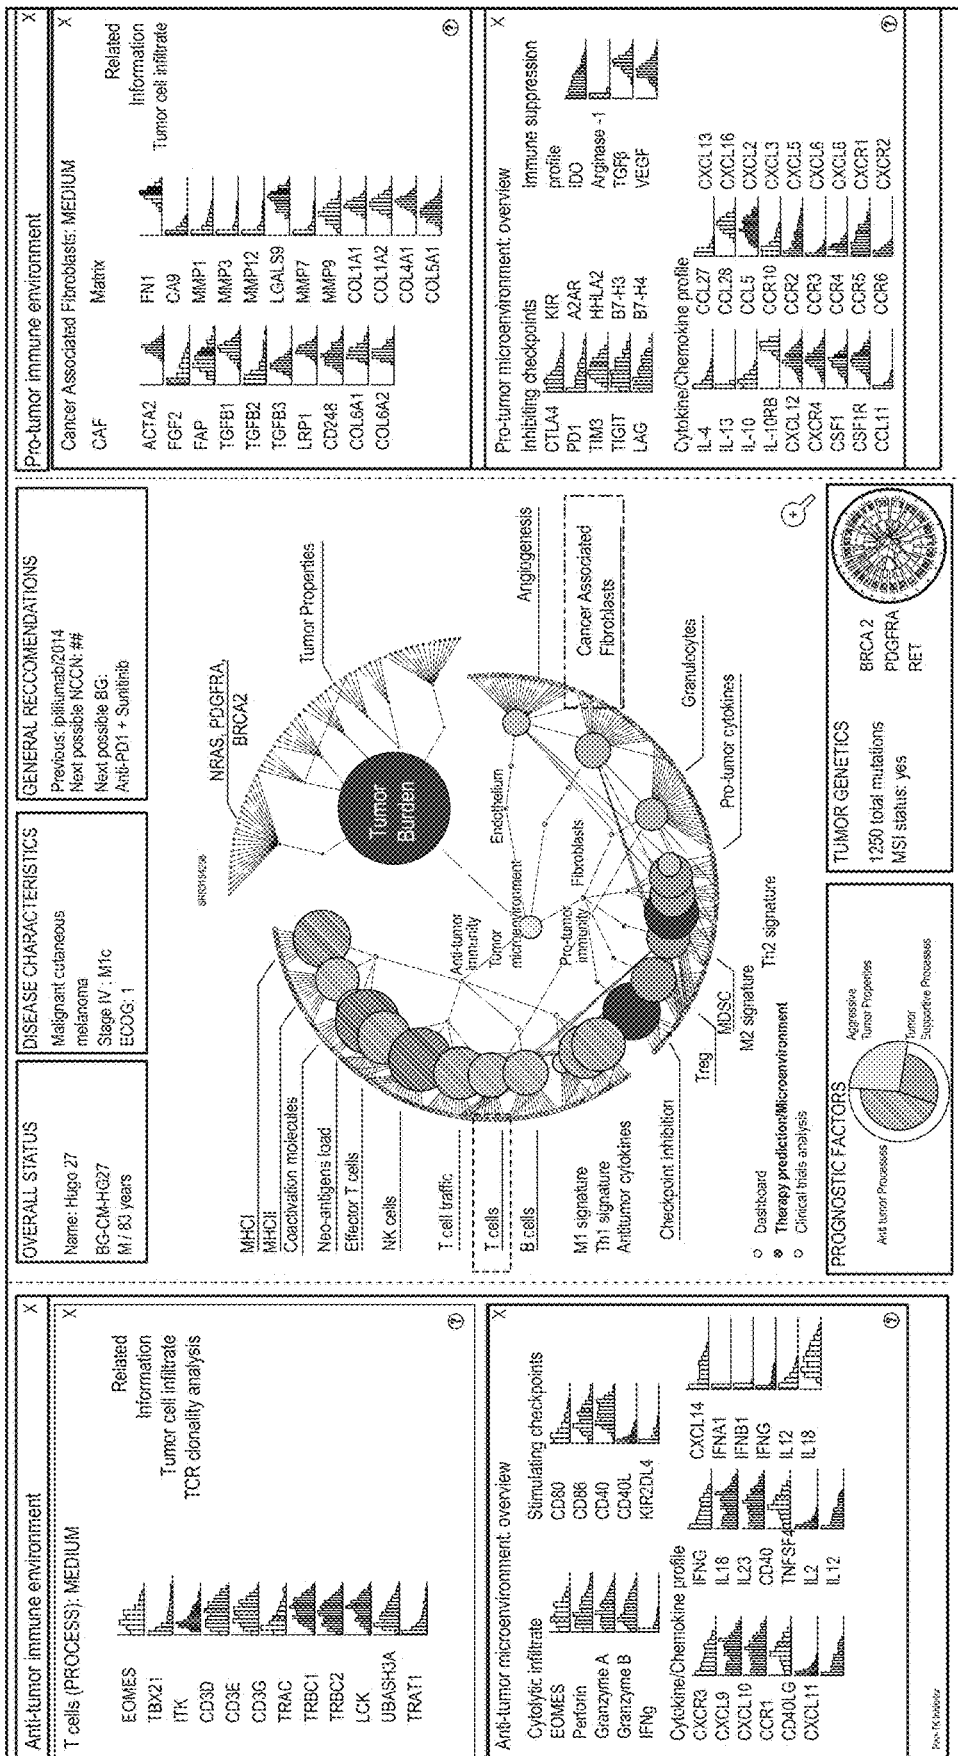 Anti-tumor immune environment
X
T cells (PROCESS): MEDIUM
X
Related
Information
Tumor cell infiltrate
TCR clonality analysis
EOMES
TBX21
ITK
CD3D
CD3E
CD3G
TRAC
TRBC1
TRBC2
LCK
UBASH3A
TRAT1
?
Anti-tumor microenvironment: overview
X
Cytolytic infiltrate
EOMES
Perforin
Granzyme A
Granzyme B
IFNg
Stimulating checkpoints
CD80
CD86
CD40
CD40L
KIR2DL4
Cytokine/Chemokine profile
CXCR3
CXCL9
CXCL10
CCR1
CD40LG
CXCL11
IFNG
IL18
IL23
CD40
TNFSF4
IL2
IL12
CXCL14
IFNA1
IFNB1
IFNG
IL12
IL18
?
OVERALL STATUS
Name: Hugo 27
BG-CM-HG27
M / 83 years
DISEASE CHARACTERISTICS
Malignant cutaneous
melanoma
Stage IV : M1c
ECOG: 1
GENERAL RECCOMENDATIONS
Previous: ipililumab/2014
Next possible NCCN: ##
Next possible BG:
Anti-PD1 + Sunitinib
MHCI
MHCII
Coactivation molecules
Neo-antigens load
Effector T cells
NK cells
T cell traffic
T cells
B cells
M1 signature
Th1 signature
Antitumor cytokines
Checkpoint inhibition
Treg
MDSC
M2 signature
Th2 signature
Pro-tumor cytokines
Granulocytes
Cancer Associated
Fibroblasts
Angiogenesis
Tumor Properties
NRAS, PDGFRA,
BRCA2
Tumor
Burden
Anti-tumor
immunity
Tumor
microenvironment
Pro-tumor
immunity
Endothelium
Fibroblasts
Dashboard
Therapy prediction/Microenvironment
Clinical trials analysis
PROGNOSTIC FACTORS
Anti tumor Processes
Aggressive
Tumor Properties
Tumor
Supportive Processes
TUMOR GENETICS
1250 total mutations
MSI status: yes
BRCA 2
PDGFRA
RET
Pro-tumor immune environment
X
Cancer Associated Fibroblasts: MEDIUM
X
Related
Information
Tumor cell infiltrate
CAF
ACTA2
FGF2
FAP
TGFB1
TGFB2
TGFB3
LRP1
CD248
COL6A1
COL6A2
Matrix
FN1
CA9
MMP1
MMP3
MMP12
LGALS9
MMP7
MMP9
COL1A1
COL1A2
COL4A1
COL5A1
?
Pro-tumor microenvironment: overview
X
Inhibiting checkpoints
CTLA4
PD1
TIM3
TIGIT
LAG
KIR
A2AR
HHLA2
B7-H3
B7-H4
Immune suppression
profile
IDO
Arginase -1
TGFβ
VEGF
Cytokine/Chemokine profile
IL-4
IL-13
IL-10
IL-10RB
CXCL12
CXCR4
CSF1
CSF1R
CCL11
CCL27
CCL28
CCL5
CCR10
CCR2
CCR3
CCR4
CCR5
CCR6
CXCL13
CXCL16
CXCL2
CXCL3
CXCL5
CXCL6
CXCL8
CXCR1
CXCR2
?